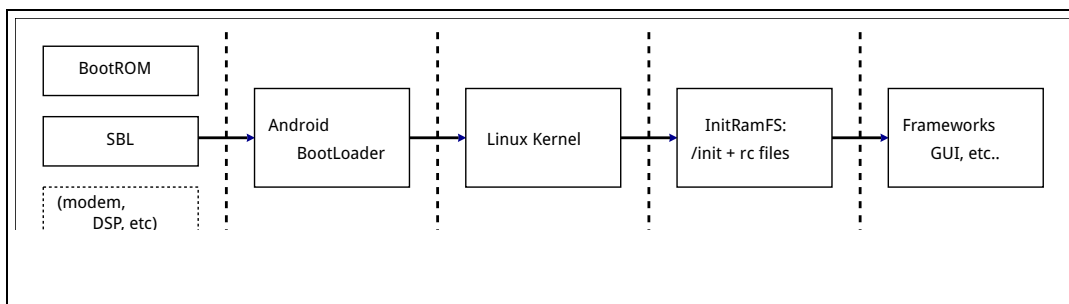 BootROM
SBL
(modem,
DSP, etc)
Android
BootLoader
Linux Kernel
InitRamFS:
/init + rc files
Frameworks
GUI, etc..